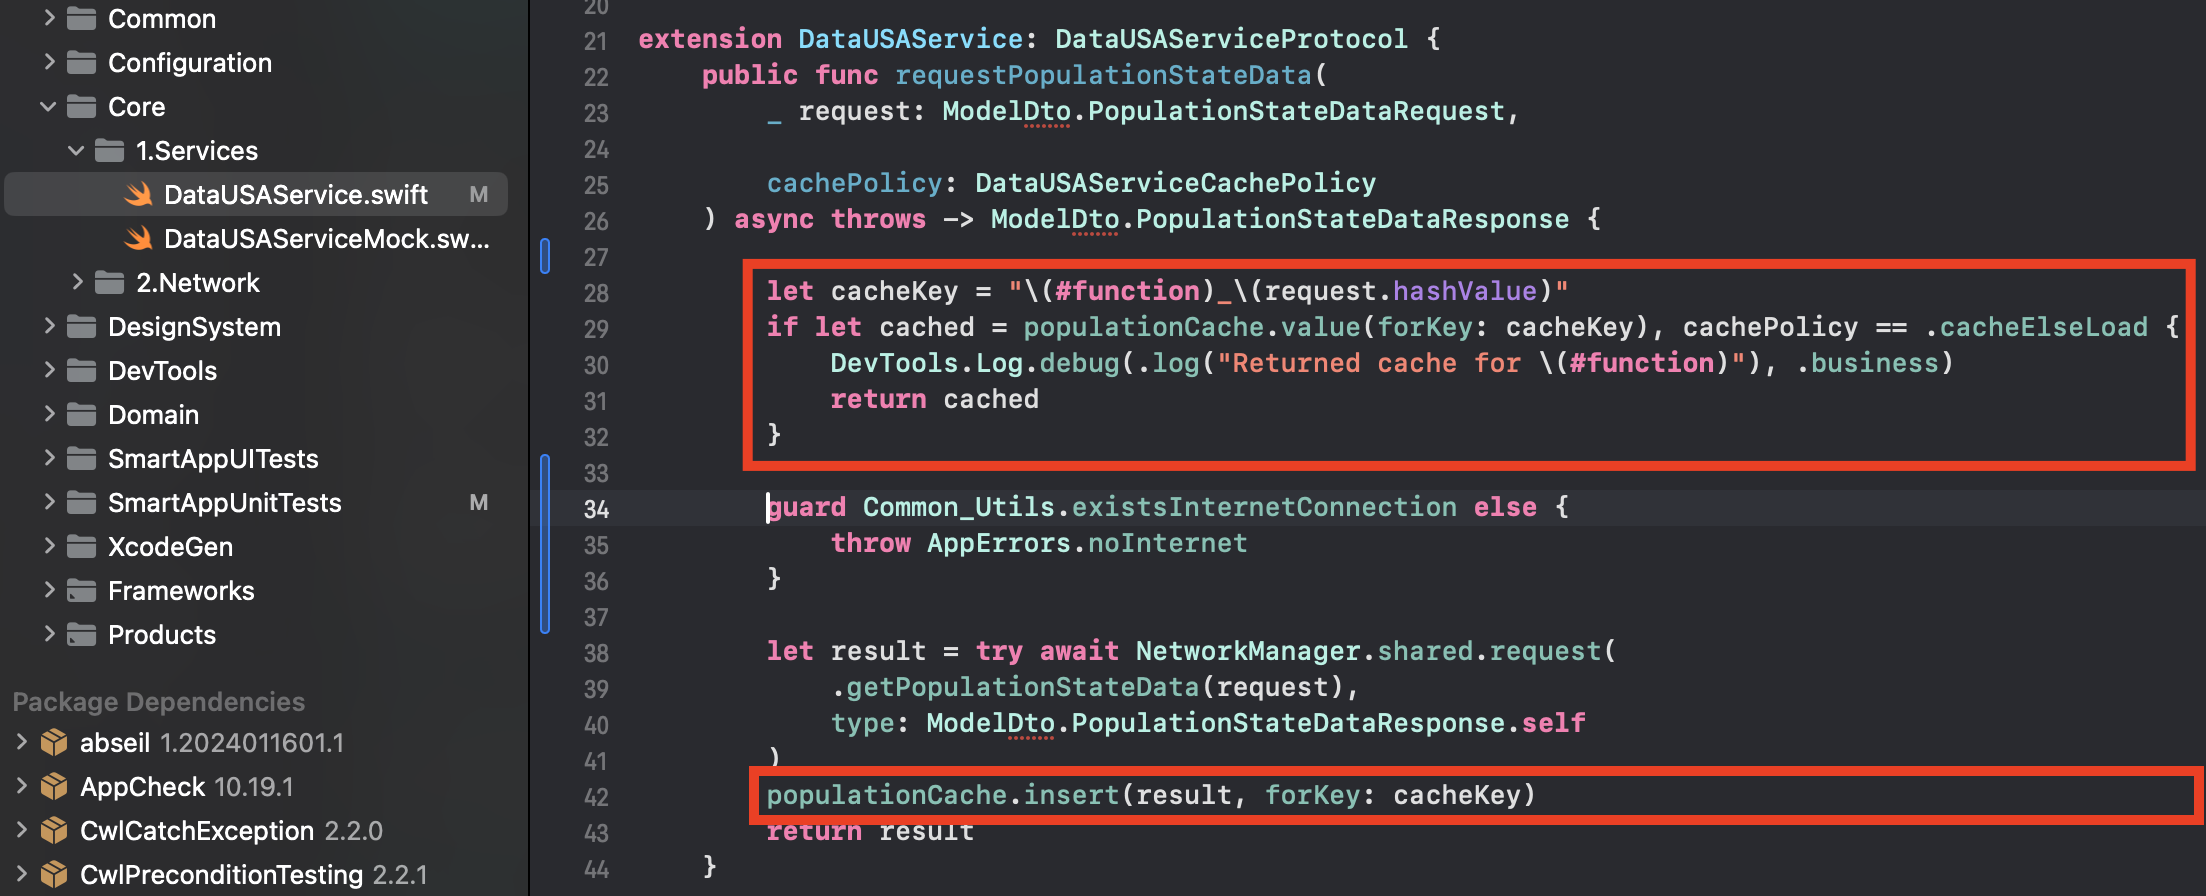 Common
Configuration
Core
1.Services
DataUSAService.swift M
DataUSAServiceMock.sw...
2.Network
DesignSystem
DevTools
Domain
SmartAppUITests
SmartAppUnitTests M
XcodeGen
Frameworks
Products
Package Dependencies
abseil 1.2024011601.1
AppCheck 10.19.1
CwlCatchException 2.2.0
CwlPreconditionTesting 2.2.1
20
21 extension DataUSAService: DataUSAServiceProtocol {
22 public func requestPopulationStateData(
23 _ request: ModelDto.PopulationStateDataRequest,
24
25 cachePolicy: DataUSAServiceCachePolicy
26 ) async throws -> ModelDto.PopulationStateDataResponse {
27
28 let cacheKey = "\(#function)_\(request.hashValue)"
29 if let cached = populationCache.value(forKey: cacheKey), cachePolicy == .cacheElseLoad {
30 DevTools.Log.debug(.log("Returned cache for \(#function)"), .business)
31 return cached
32 }
33
34 guard Common_Utils.existsInternetConnection else {
35 throw AppErrors.noInternet
36 }
37
38 let result = try await NetworkManager.shared.request(
39 .getPopulationStateData(request),
40 type: ModelDto.PopulationStateDataResponse.self
41 )
42 populationCache.insert(result, forKey: cacheKey)
43 return result
44 }